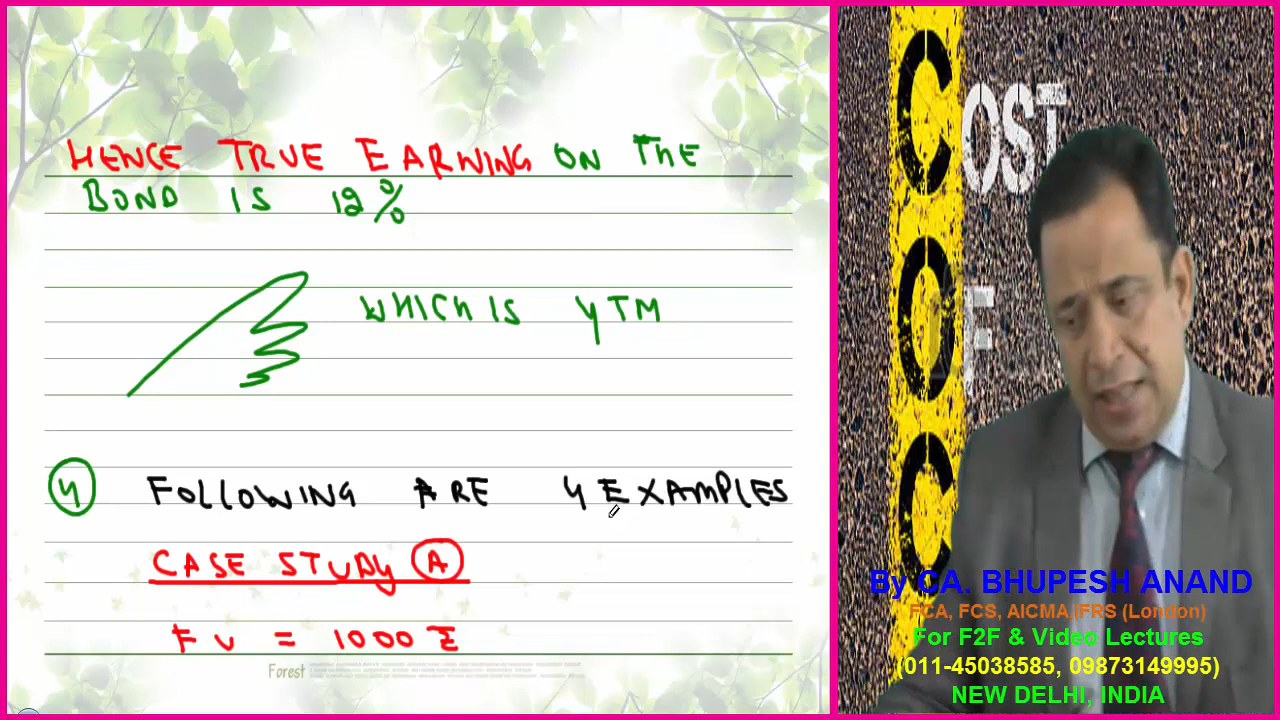 HENCE TRUE EARNING ON THE
BOND IS 12%
WHICH IS YTM
4 FOLLOWING ARE 4 EXAMPLES
CASE STUDY A
FV = 1000 ₹
Forest
COST
OF
C
By CA. BHUPESH ANAND
FCA, FCS, AICMA.IFRS (London)
For F2F & Video Lectures
(011-45038585, 09873149995)
NEW DELHI, INDIA